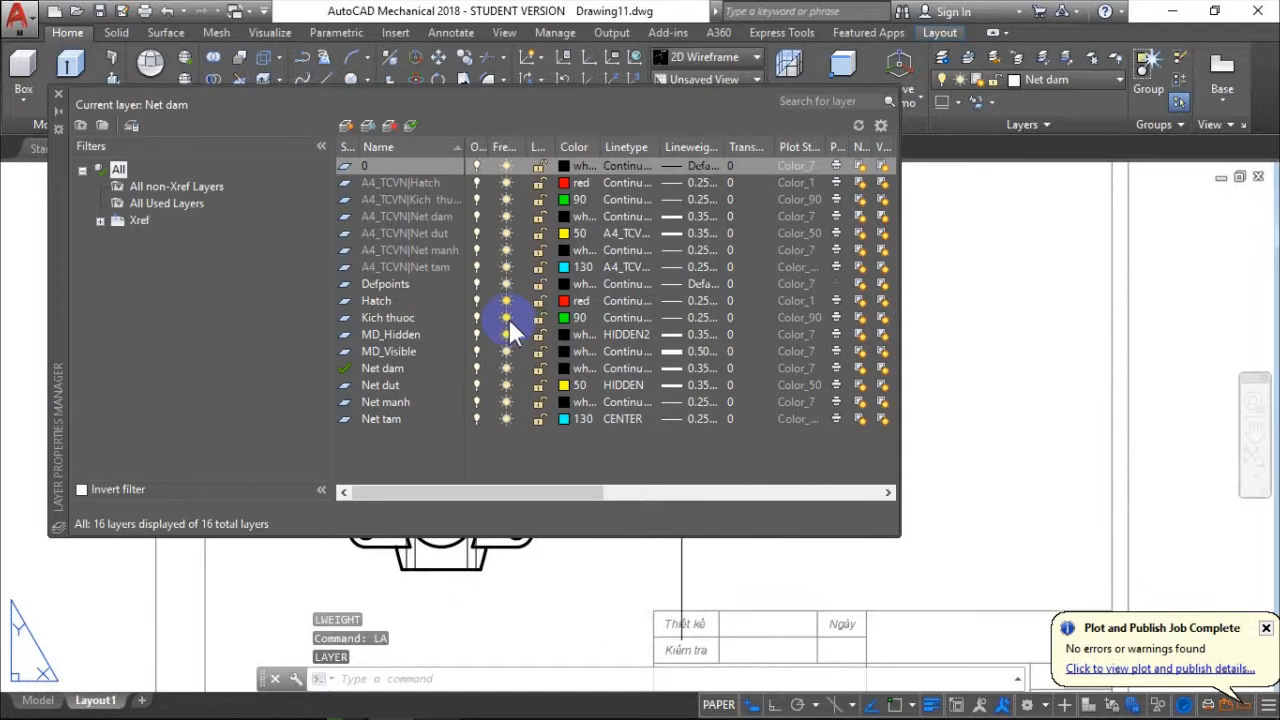 AutoCAD Mechanical 2018 - STUDENT VERSION Drawing11.dwg
Type a keyword or phrase
Sign In
Home Solid Surface Mesh Visualize Parametric Insert Annotate View Manage Output Add-ins A360 Express Tools Featured Apps Layout
2D Wireframe
Unsaved View
Net dam
Box
Group
Base
Layers
Groups
View
Current layer: Net dam
Search for layer
Filters
S... Name O... Fre... L... Color Linetype Lineweig... Trans... Plot St... P... N... V...
All
All non-Xref Layers
All Used Layers
Xref
0 wh... Continu... Defa... 0 Color_7
A4_TCVN|Hatch red Continu... 0.25... 0 Color_1
A4_TCVN|Kich thu... 90 Continu... 0.25... 0 Color_90
A4_TCVN|Net dam wh... Continu... 0.35... 0 Color_7
A4_TCVN|Net dut 50 A4_TCV... 0.35... 0 Color_50
A4_TCVN|Net manh wh... Continu... 0.25... 0 Color_7
A4_TCVN|Net tam 130 A4_TCV... 0.25... 0 Color_...
Defpoints wh... Continu... Defa... 0 Color_7
Hatch red Continu... 0.25... 0 Color_1
Kich thuoc 90 Continu... 0.25... 0 Color_90
MD_Hidden wh... HIDDEN2 0.35... 0 Color_7
MD_Visible wh... Continu... 0.50... 0 Color_7
Net dam wh... Continu... 0.35... 0 Color_7
Net dut 50 HIDDEN 0.35... 0 Color_50
Net manh wh... Continu... 0.25... 0 Color_7
Net tam 130 CENTER 0.25... 0 Color_...
Invert filter
All: 16 layers displayed of 16 total layers
LAYER PROPERTIES MANAGER
LWEIGHT
Command: LA
LAYER
Type a command
Thiết kế
Ngày
Kiểm tra
Y
X
Plot and Publish Job Complete
No errors or warnings found
Click to view plot and publish details...
Model Layout1 +
PAPER